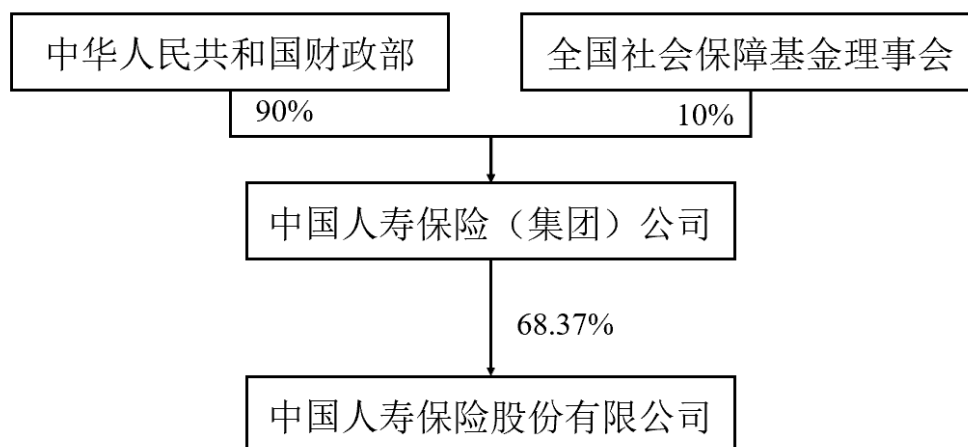 中华人民共和国财政部
全国社会保障基金理事会
90%
10%
中国人寿保险（集团）公司
68.37%
中国人寿保险股份有限公司